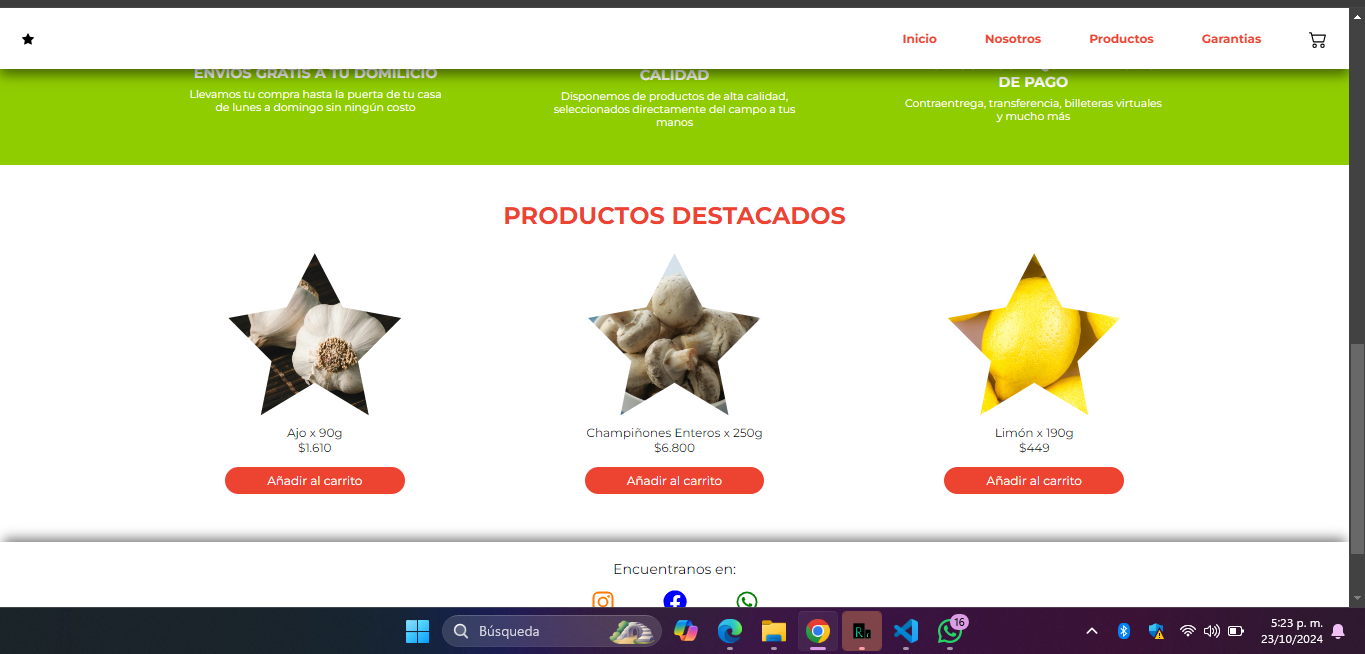 Inicio Nosotros Productos Garantias
ENVIOS GRATIS A TU DOMILICIO
Llevamos tu compra hasta la puerta de tu casa
de lunes a domingo sin ningún costo
CALIDAD
Disponemos de productos de alta calidad,
seleccionados directamente del campo a tus
manos
DE PAGO
Contraentrega, transferencia, billeteras virtuales
y mucho más
PRODUCTOS DESTACADOS
Ajo x 90g
$1.610
Añadir al carrito
Champiñones Enteros x 250g
$6.800
Añadir al carrito
Limón x 190g
$449
Añadir al carrito
Encuentranos en:
Búsqueda
16
5:23 p. m.
23/10/2024